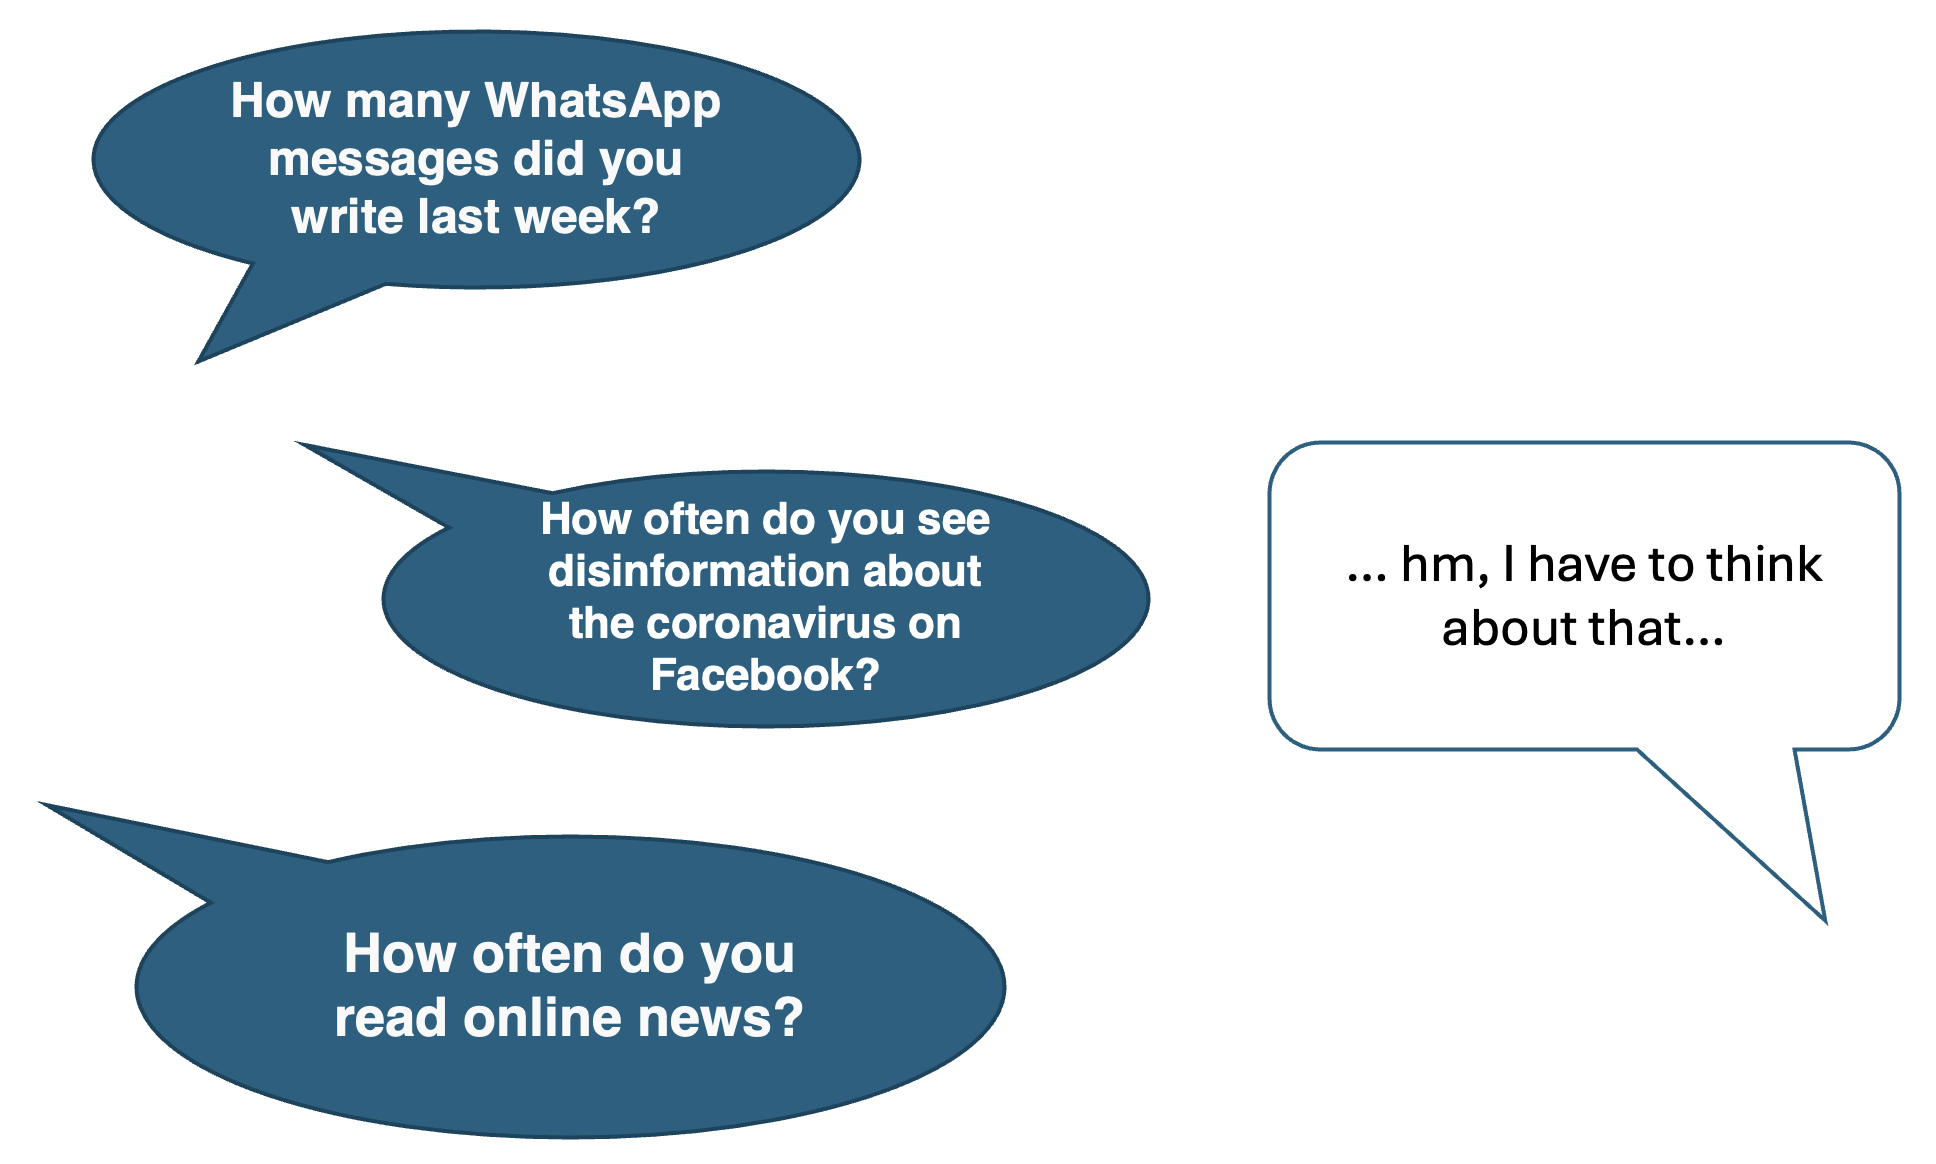 How many WhatsApp
messages did you
write last week?
How often do you see
disinformation about
the coronavirus on
Facebook?
... hm, I have to think
about that...
How often do you
read online news?